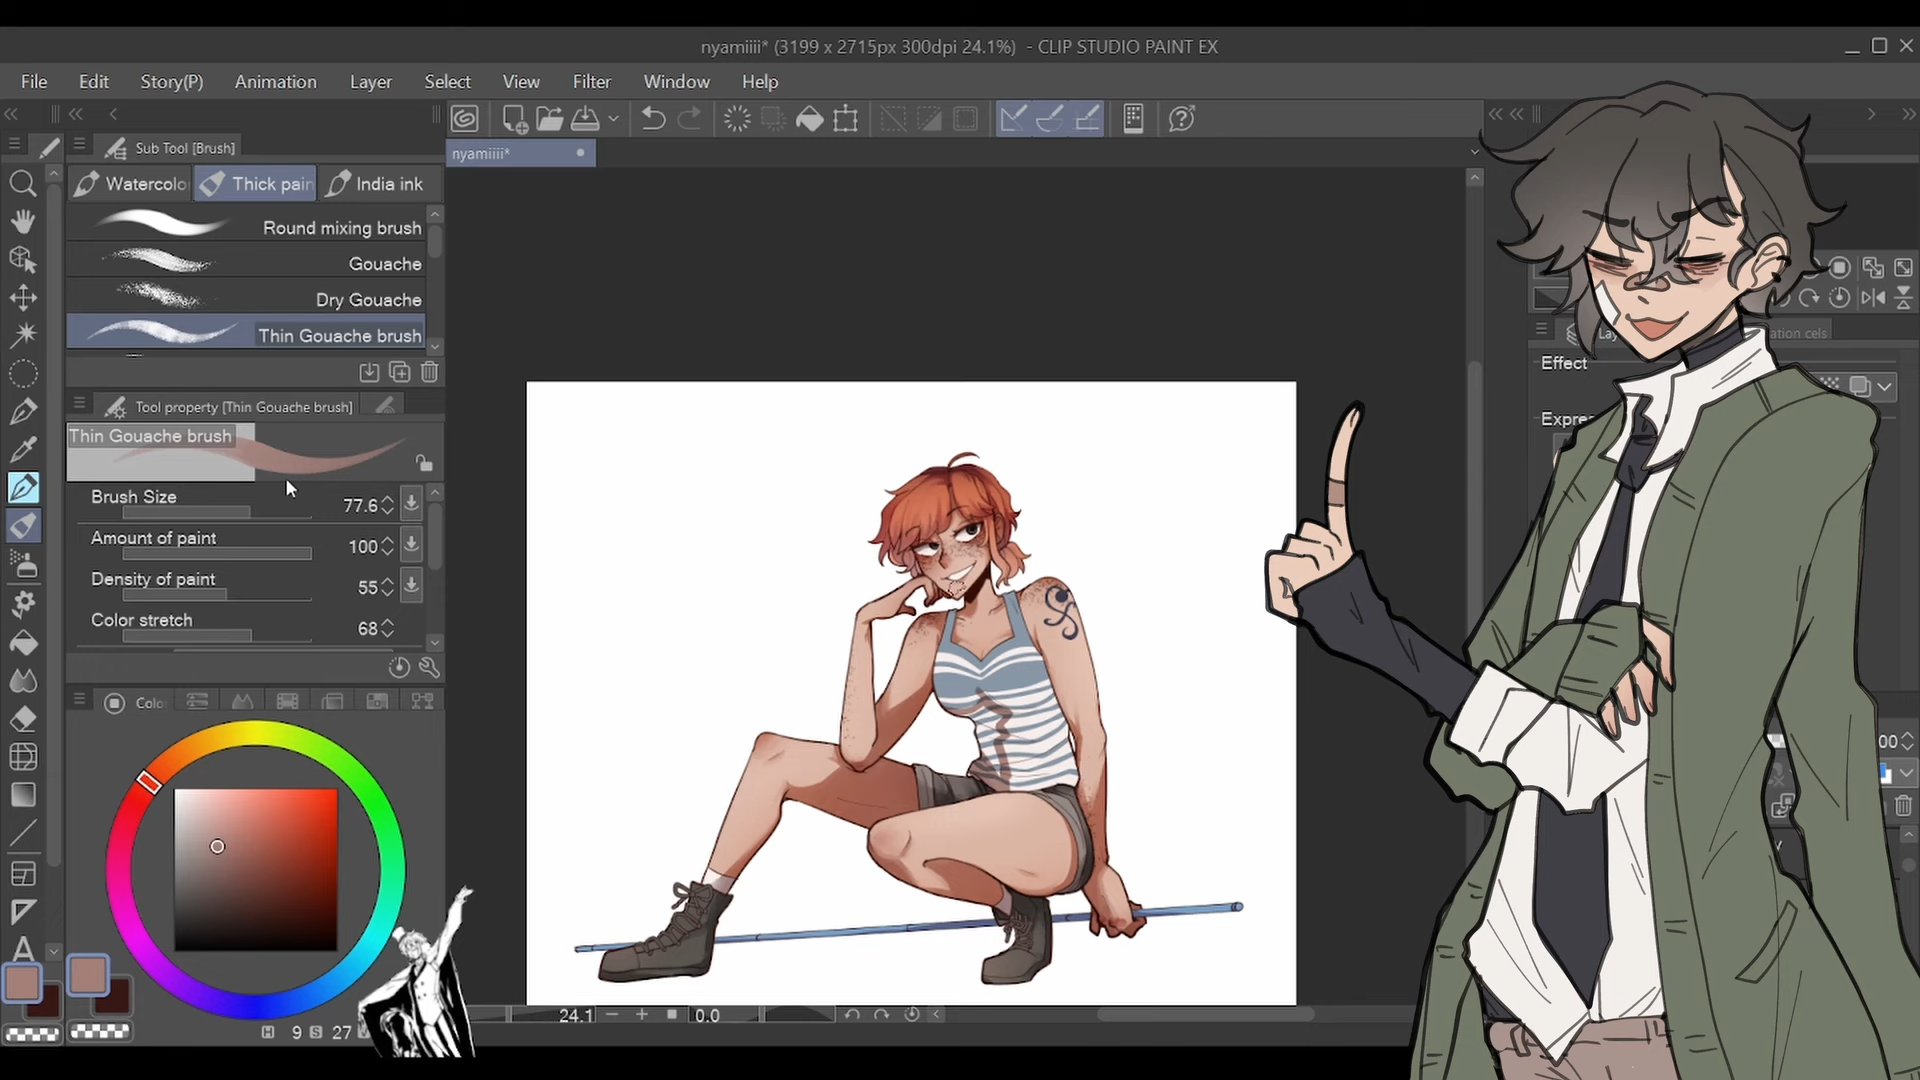 nyamiiii* (3199 x 2715px 300dpi 24.1%) - CLIP STUDIO PAINT EX
File Edit Story(P) Animation Layer Select View Filter Window Help
nyamiiii*
Sub Tool [Brush]
Watercolo Thick pain India ink
Round mixing brush
Gouache
Dry Gouache
Thin Gouache brush
Tool property [Thin Gouache brush]
Thin Gouache brush
Brush Size 77.6
Amount of paint 100
Density of paint 55
Color stretch 68
Colo
H 9 S 27
24.1 0.0
Lay
ation cels
Effect
Expre
00